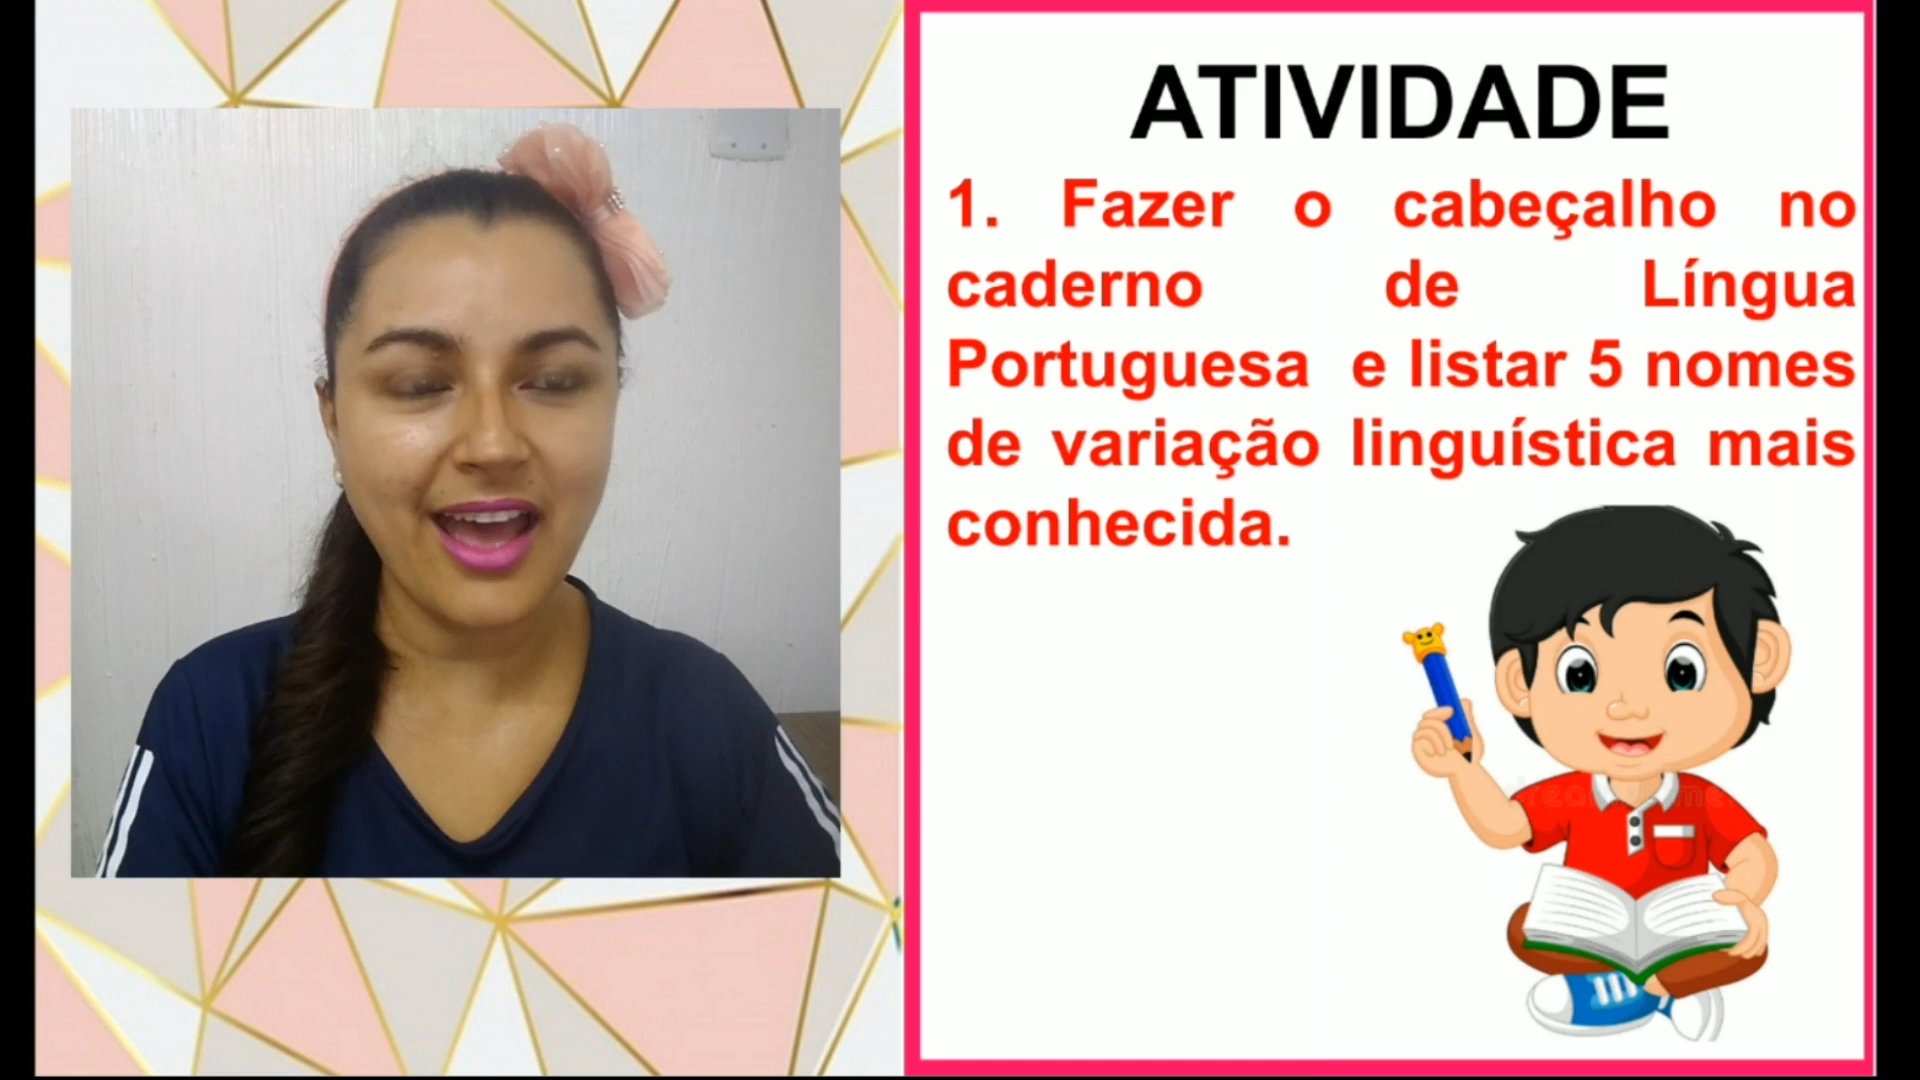 ATIVIDADE
1. Fazer o cabeçalho no
caderno de Língua
Portuguesa e listar 5 nomes
de variação linguística mais
conhecida.